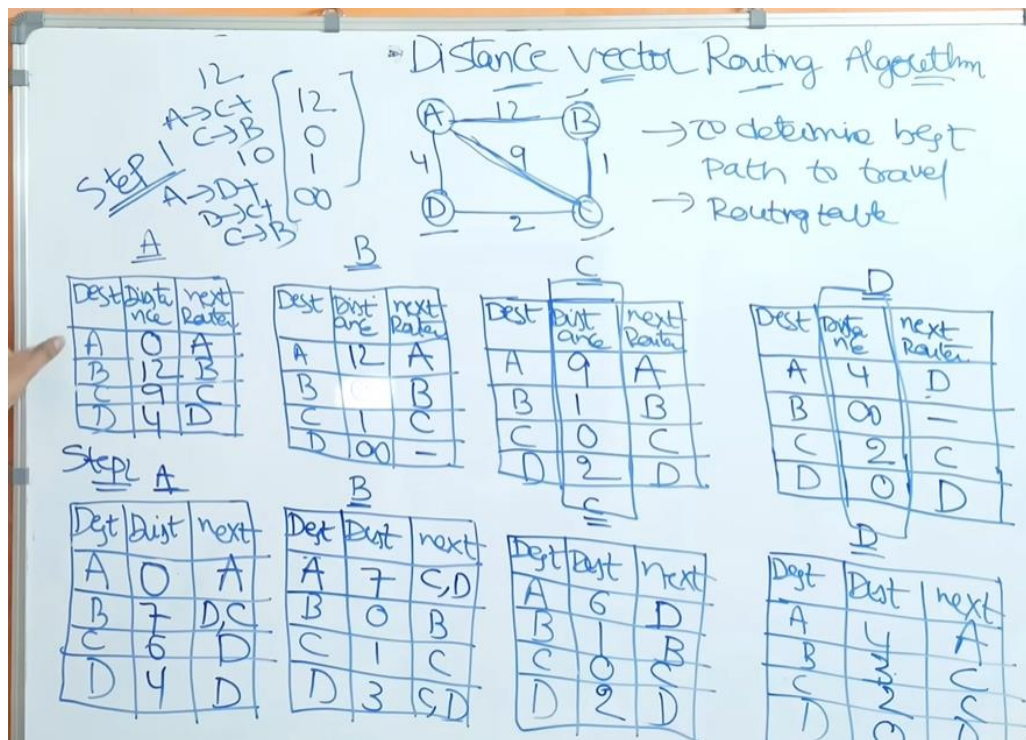 Distance Vector Routing Algorithm
12
A→C+
C→B
10
A→D+
D→C+
C→B
Step 1
12
0
1
∞
A 12 B
4 9 1
D 2 C
→ TO determine best
Path to travel
→ Routing table
A
Dest Distance next Router
A 0 A
B 12 B
C 9 C
D 4 D
B
Dest Distance next Router
A 12 A
B B
C 1 C
D ∞ -
C
Dest Distance next Router
A 9 A
B 1 B
C 0 C
D 2 D
C
D
Dest Distance next Router
A 4 D
B ∞ -
C 2 C
D 0 D
D
Step2 A
Dest Dist next
A 0 A
B 7 D,C
C 6 D
D 4 D
B
Dest Dist next
A 7 C,D
B 0 B
C 1 C
D 3 C,D
Dest Dist next
A 6 D
B 1 B
C 0 C
D 2 D
Dest Dist next
A 4 A
B 3 C
C 2 C
D 0 D